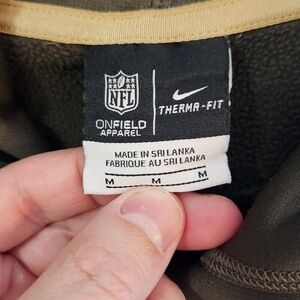 NFL
ONFIELD
APPAREL
THERMA-FIT
MADE IN SRI LANKA
FABRIQUE AU SRI LANKA
M M M